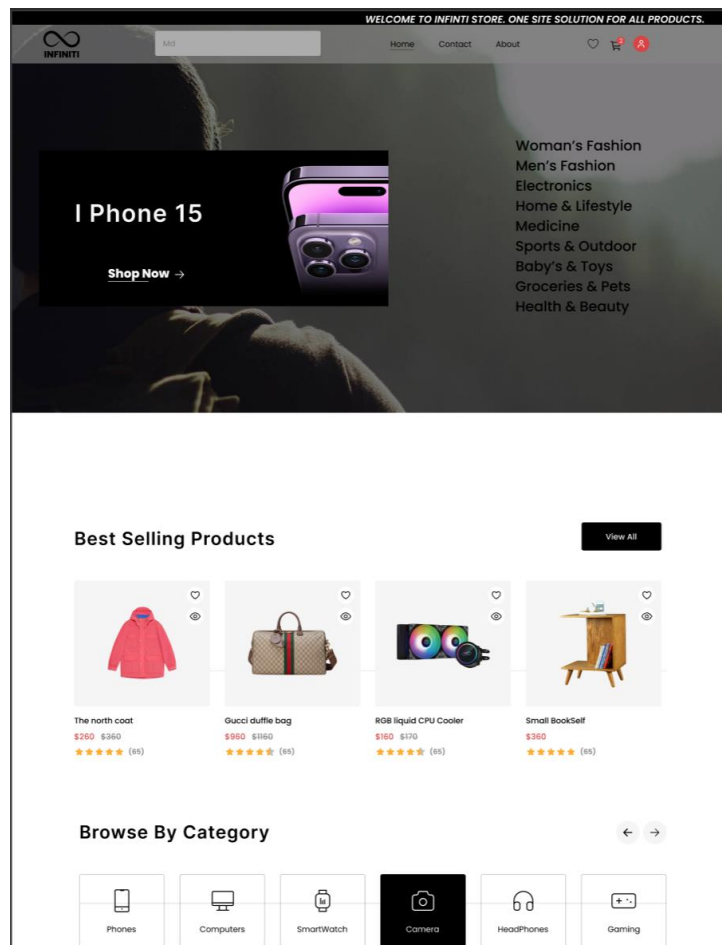 WELCOME TO INFINTI STORE. ONE SITE SOLUTION FOR ALL PRODUCTS.
INFINITI
Mtd
Home Contact About
2
Woman's Fashion
Men's Fashion
Electronics
Home & Lifestyle
Medicine
Sports & Outdoor
Baby's & Toys
Groceries & Pets
Health & Beauty
I Phone 15
Shop Now →
Best Selling Products
View All
The north coat
$260 $360
(65)
Gucci duffle bag
$960 $1160
(65)
RGB liquid CPU Cooler
$160 $170
(65)
Small BookSelf
$360
(65)
Browse By Category
Phones
Computers
SmartWatch
Camera
HeadPhones
Gaming